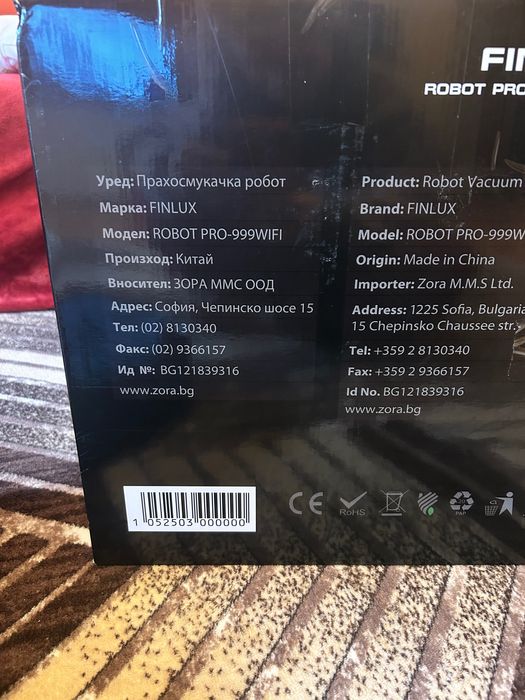 FIN
ROBOT PRO
Уред: Прахосмукачка робот
Марка: FINLUX
Модел: ROBOT PRO-999WIFI
Произход: Китай
Вносител: ЗОРА ММС ООД
Адрес: София, Чепинско шосе 15
Тел: (02) 8130340
Факс: (02) 9366157
Ид №: BG121839316
www.zora.bg
Product: Robot Vacuum
Brand: FINLUX
Model: ROBOT PRO-999W
Origin: Made in China
Importer: Zora M.M.S Ltd.
Address: 1225 Sofia, Bulgaria
15 Chepinsko Chaussee str.
Tel: +359 2 8130340
Fax: +359 2 9366157
Id No. BG121839316
www.zora.bg
1 052503 000000
CE
RoHS
20
PAP